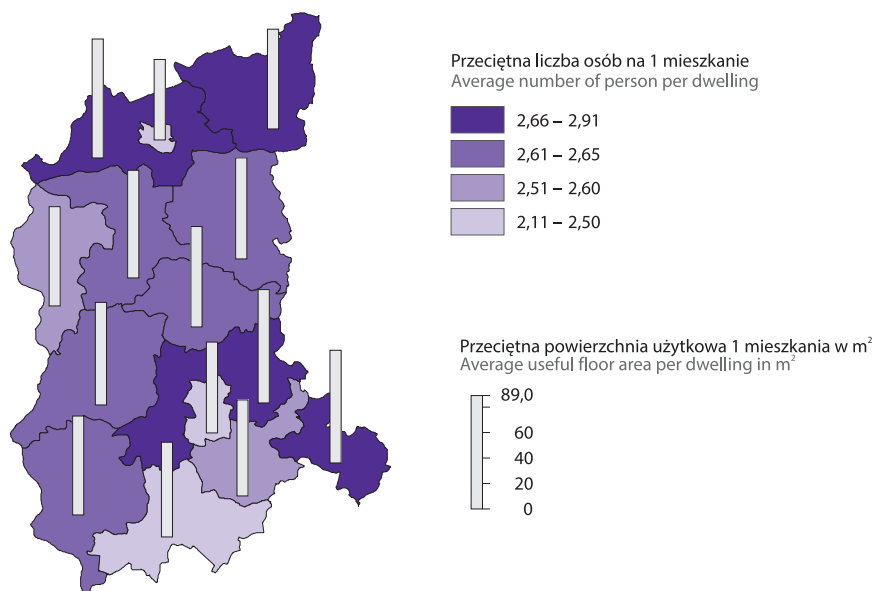 Przeciętna liczba osób na 1 mieszkanie
Average number of person per dwelling
2,66 – 2,91
2,61 – 2,65
2,51 – 2,60
2,11 – 2,50
Przeciętna powierzchnia użytkowa 1 mieszkania w m²
Average useful floor area per dwelling in m²
89,0
60
40
20
0